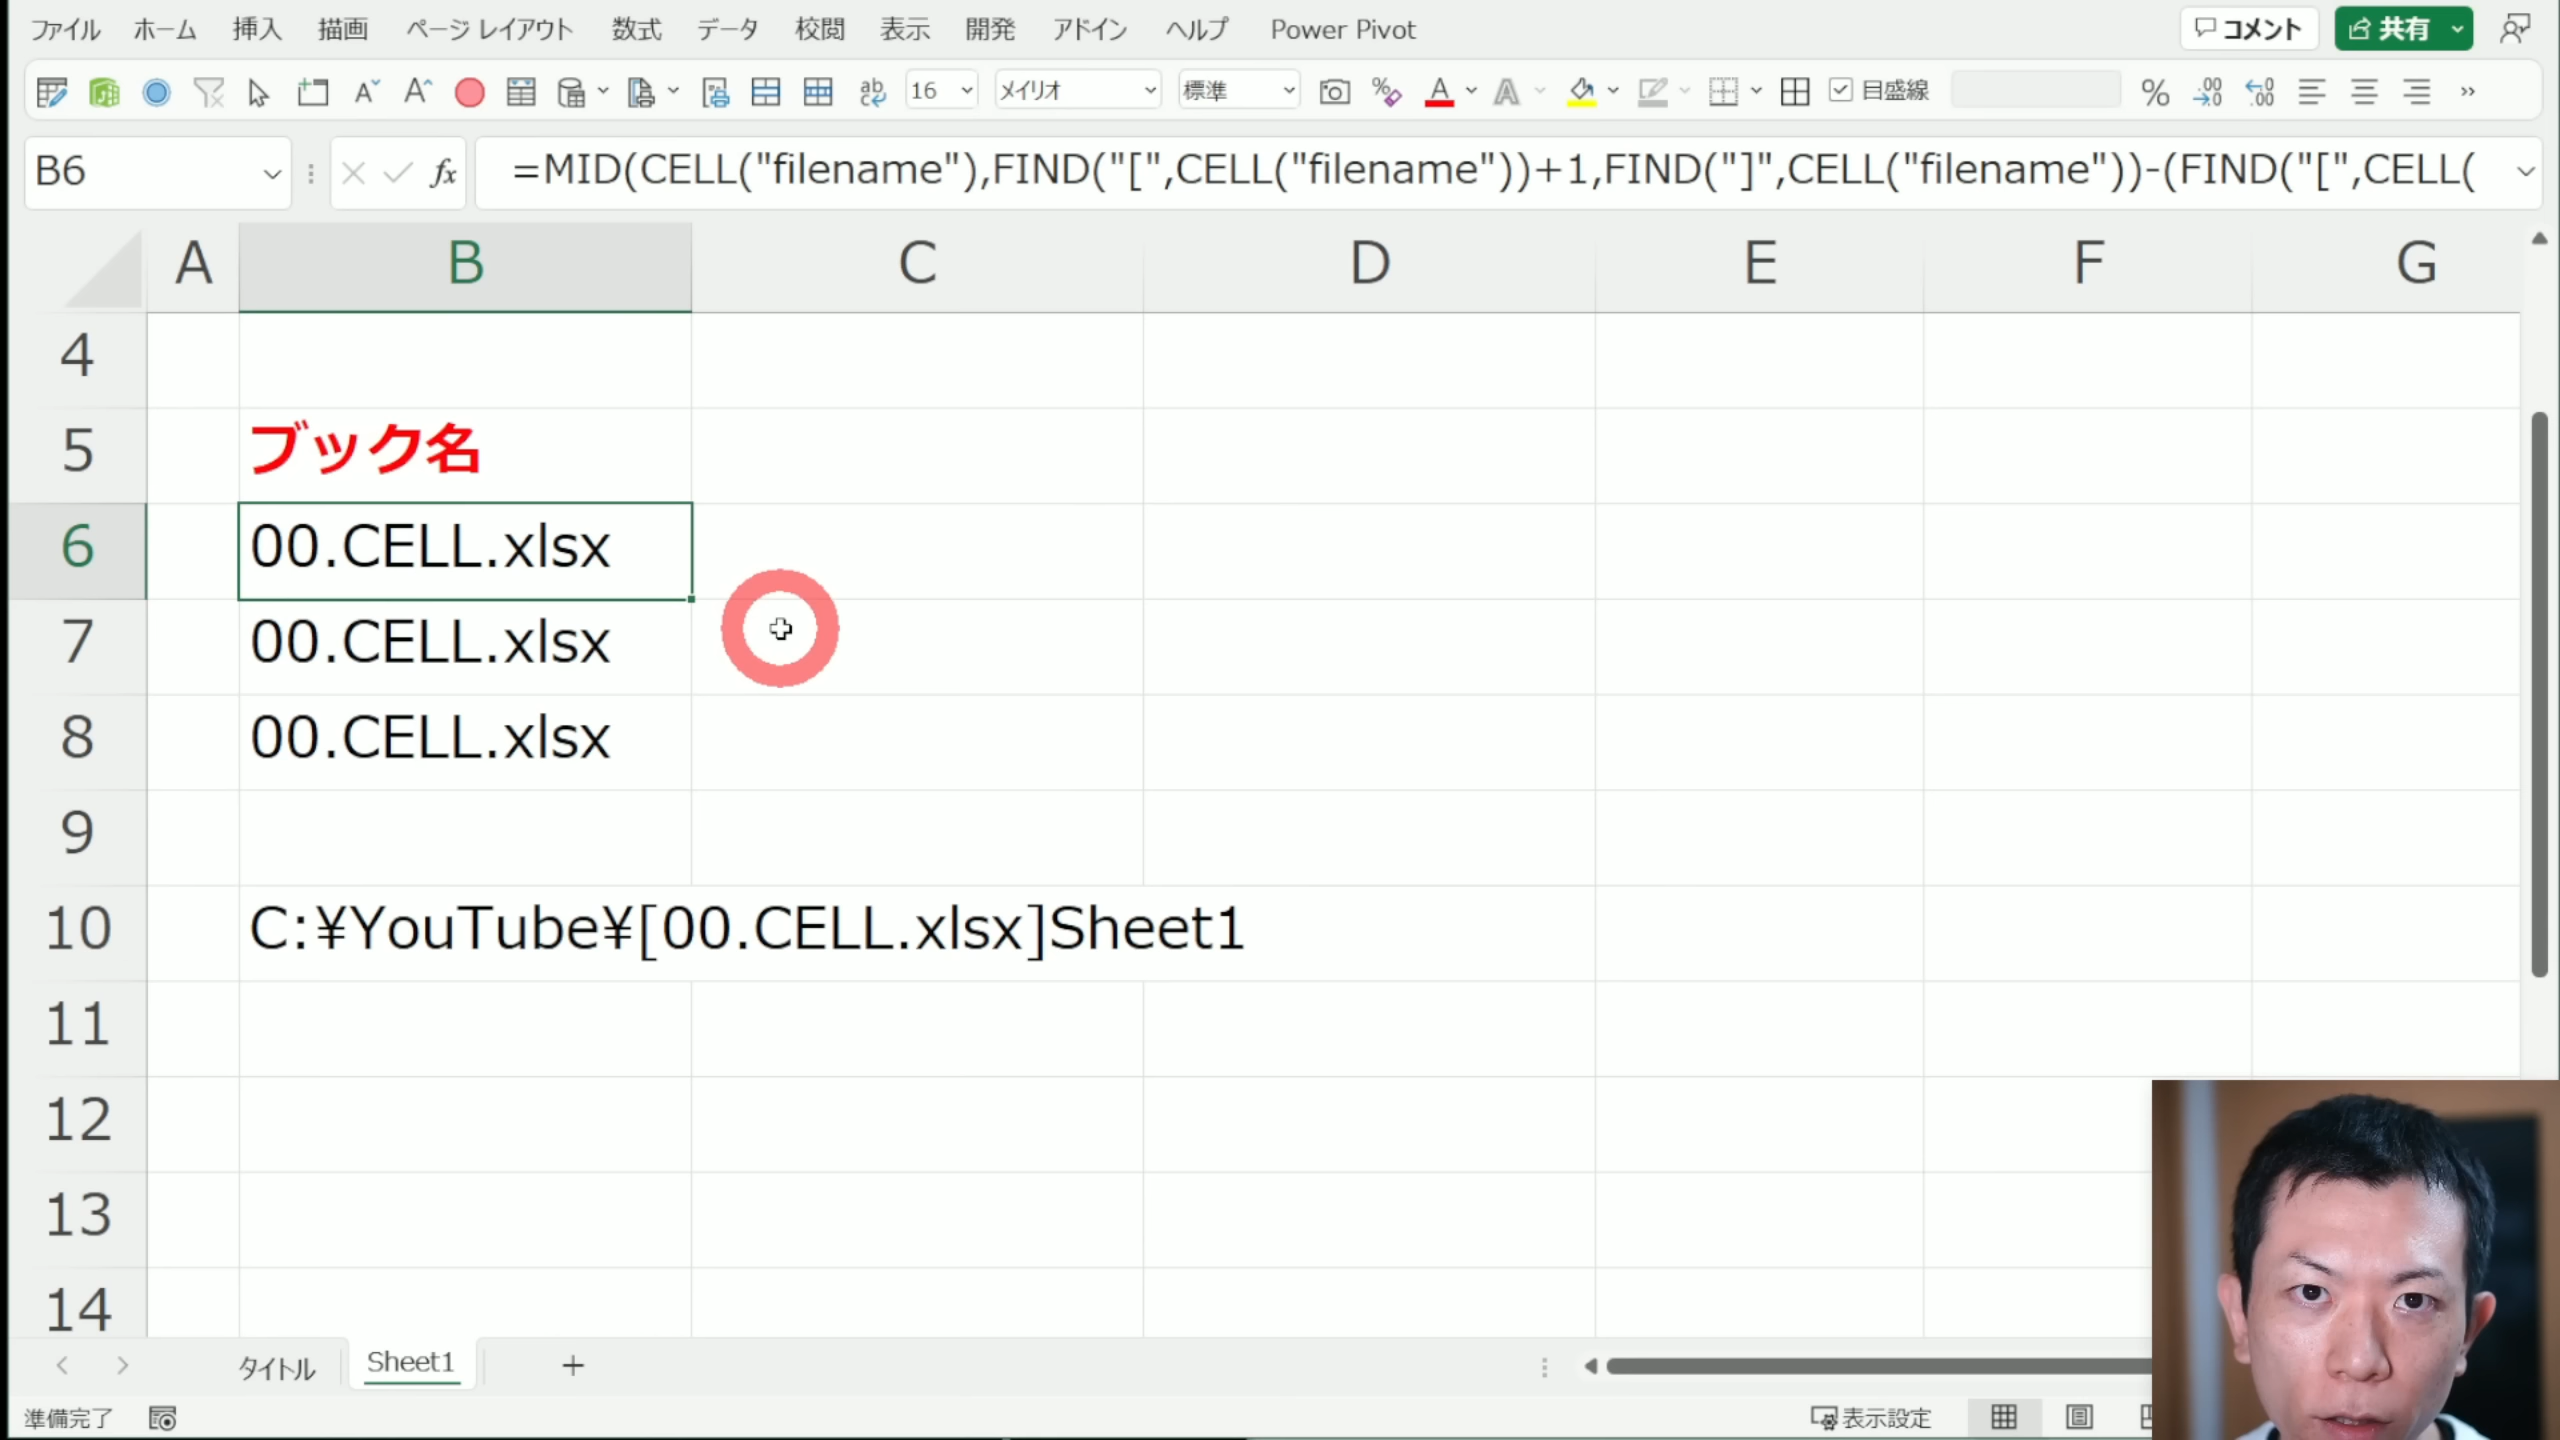 ファイル ホーム 挿入 描画 ページ レイアウト 数式 データ 校閲 表示 開発 アドイン ヘルプ Power Pivot コメント 共有
16 メイリオ 標準 目盛線
B6 fx =MID(CELL("filename"),FIND("[",CELL("filename"))+1,FIND("]",CELL("filename"))-(FIND("[",CELL(
A B C D E F G
4
5 ブック名
6 00.CELL.xlsx
7 00.CELL.xlsx
8 00.CELL.xlsx
9
10 C:¥YouTube¥[00.CELL.xlsx]Sheet1
11
12
13
14
タイトル Sheet1
準備完了 表示設定